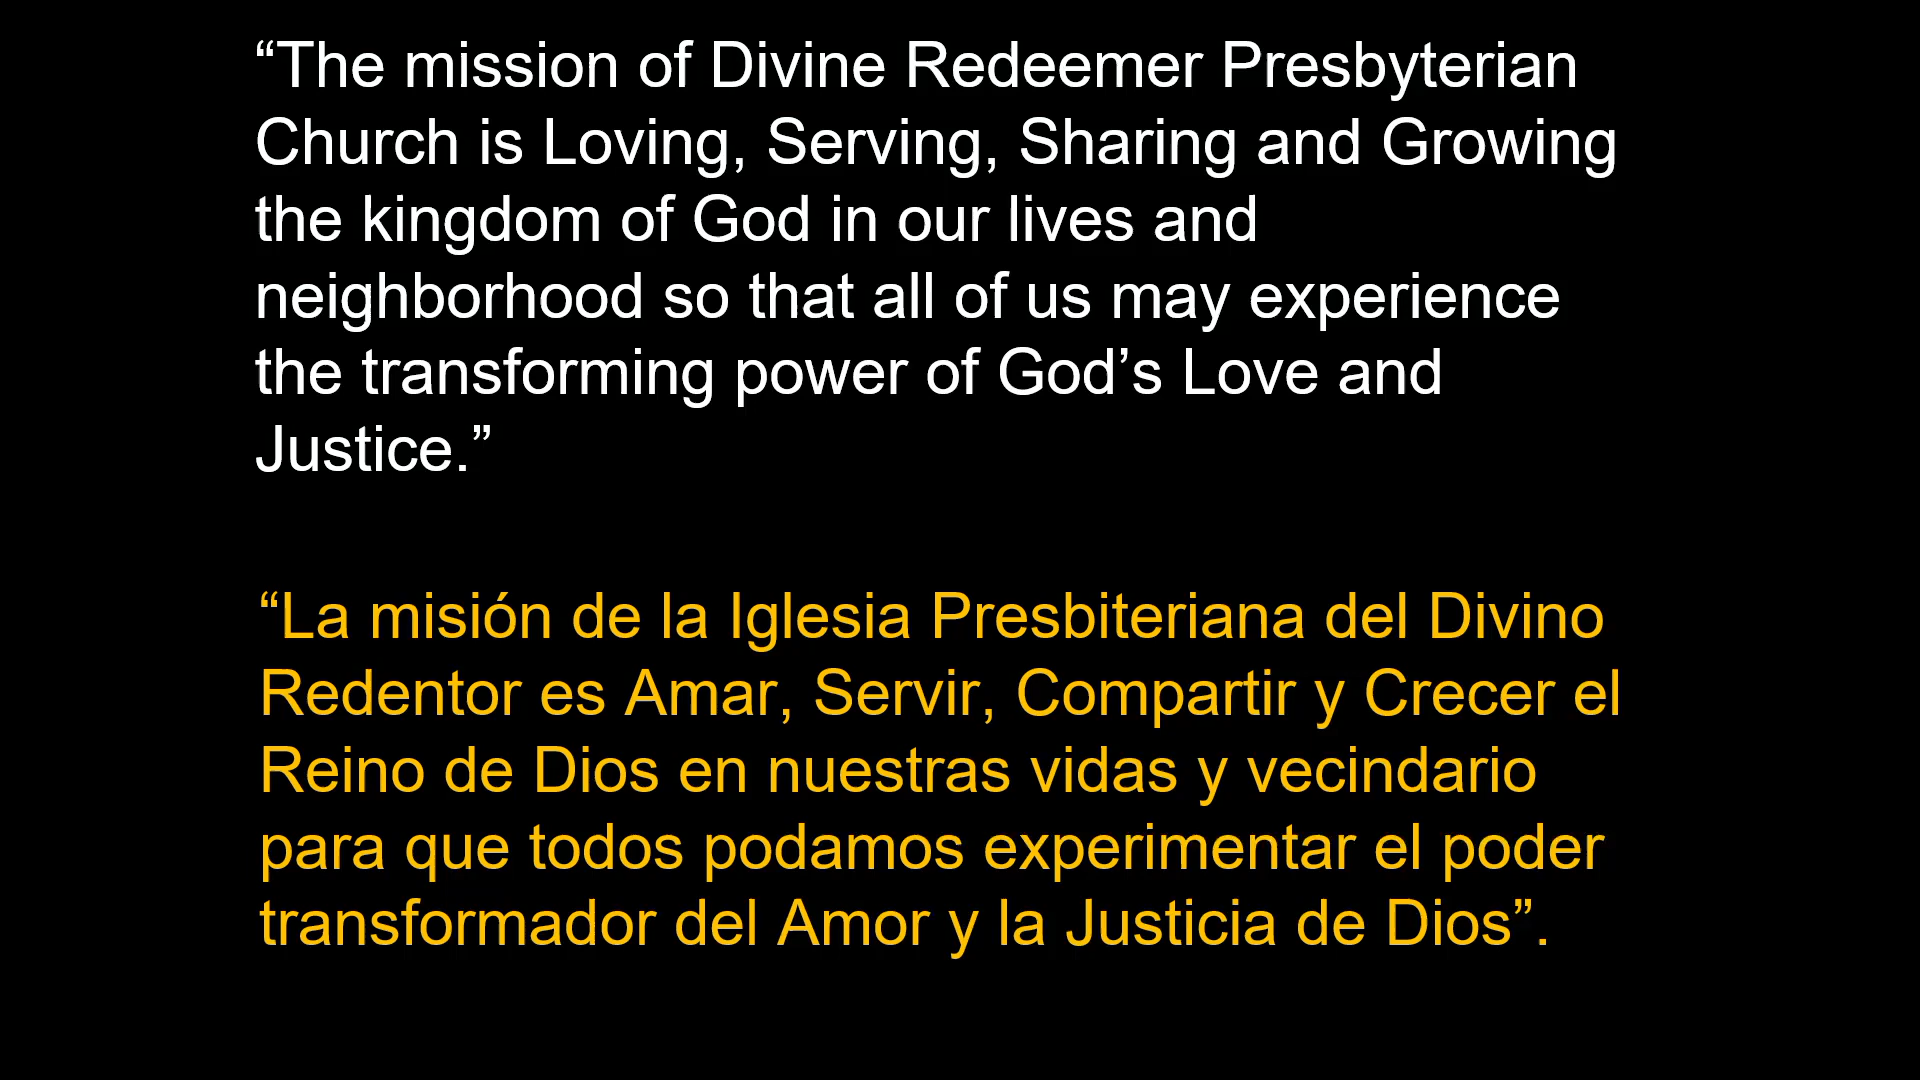 “The mission of Divine Redeemer Presbyterian
Church is Loving, Serving, Sharing and Growing
the kingdom of God in our lives and
neighborhood so that all of us may experience
the transforming power of God’s Love and
Justice.”
“La misión de la Iglesia Presbiteriana del Divino
Redentor es Amar, Servir, Compartir y Crecer el
Reino de Dios en nuestras vidas y vecindario
para que todos podamos experimentar el poder
transformador del Amor y la Justicia de Dios”.